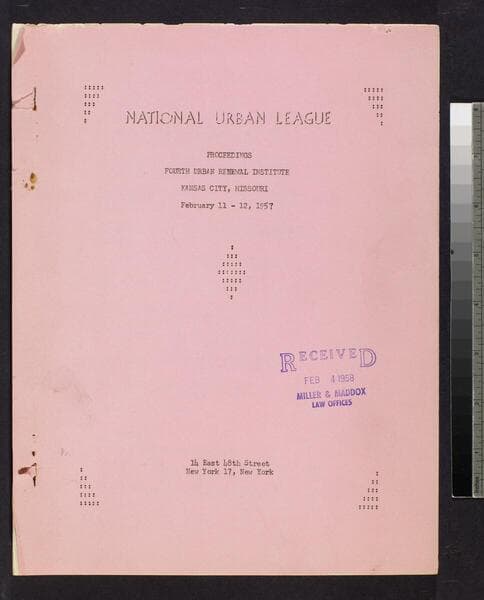 NATIONAL URBAN LEAGUE
PROCEEDINGS
FOURTH URBAN RENEWAL INSTITUTE
KANSAS CITY, MISSOURI
February 11 - 12, 1957
RECEIVED
FEB 4 1958
MILLER & MADDOX
LAW OFFICES
14 East 48th Street
New York 17, New York